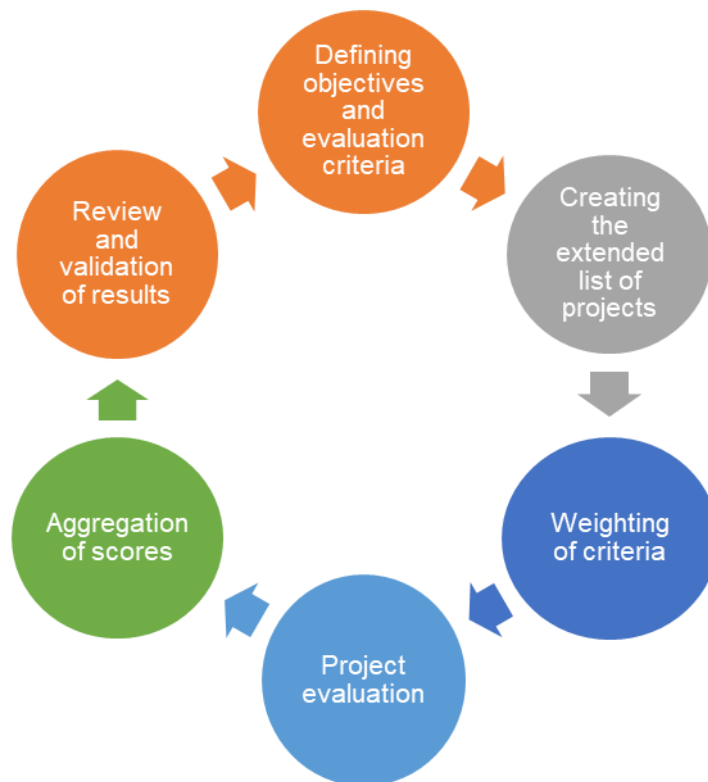 Defining
objectives
and
evaluation
criteria
Creating
the
extended
list of
projects
Weighting
of criteria
Project
evaluation
Aggregation
of scores
Review
and
validation
of results